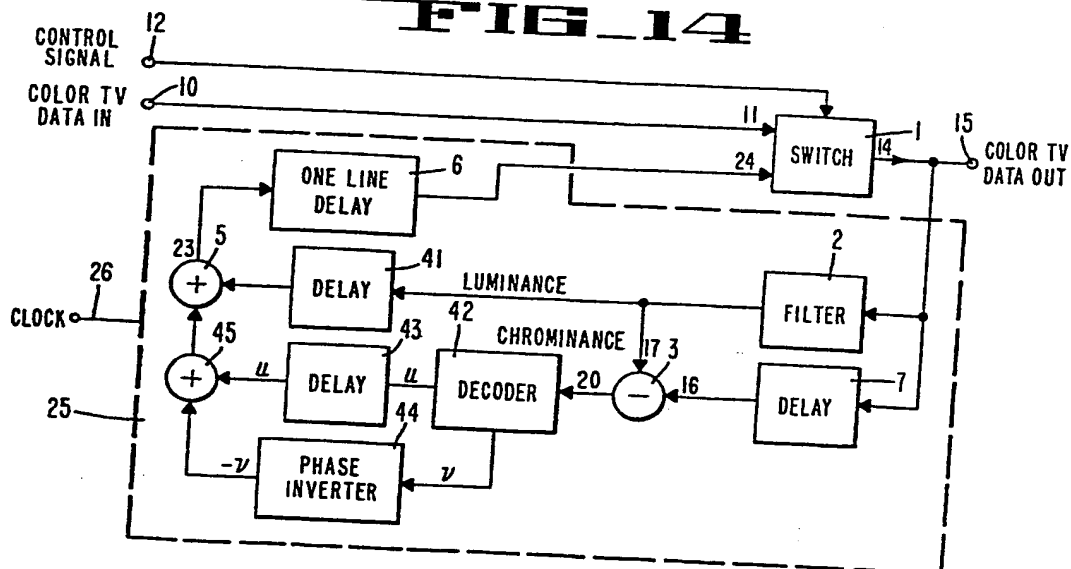 FIG_14
12
CONTROL
SIGNAL
10
COLOR TV
DATA IN
11
1
15
SWITCH
14
COLOR TV
DATA OUT
24
6
ONE LINE
DELAY
23
5
+
41
DELAY
LUMINANCE
2
FILTER
26
CLOCK
45
+
43
u
DELAY
u
42
CHROMINANCE
DECODER
20
17
3
−
16
7
DELAY
25
44
-v
PHASE
INVERTER
v